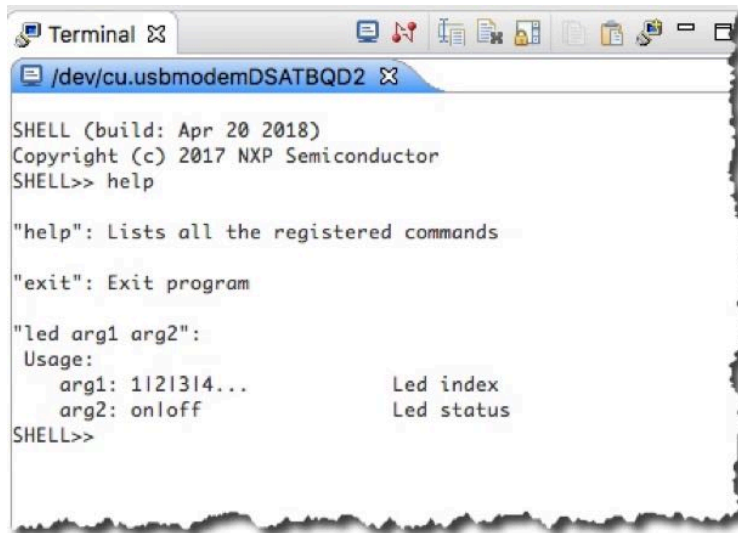 Terminal
/dev/cu.usbmodemDSATBQD2
SHELL (build: Apr 20 2018)
Copyright (c) 2017 NXP Semiconductor
SHELL>> help
"help": Lists all the registered commands
"exit": Exit program
"led arg1 arg2":
Usage:
arg1: 1|2|3|4... Led index
arg2: on|off Led status
SHELL>>